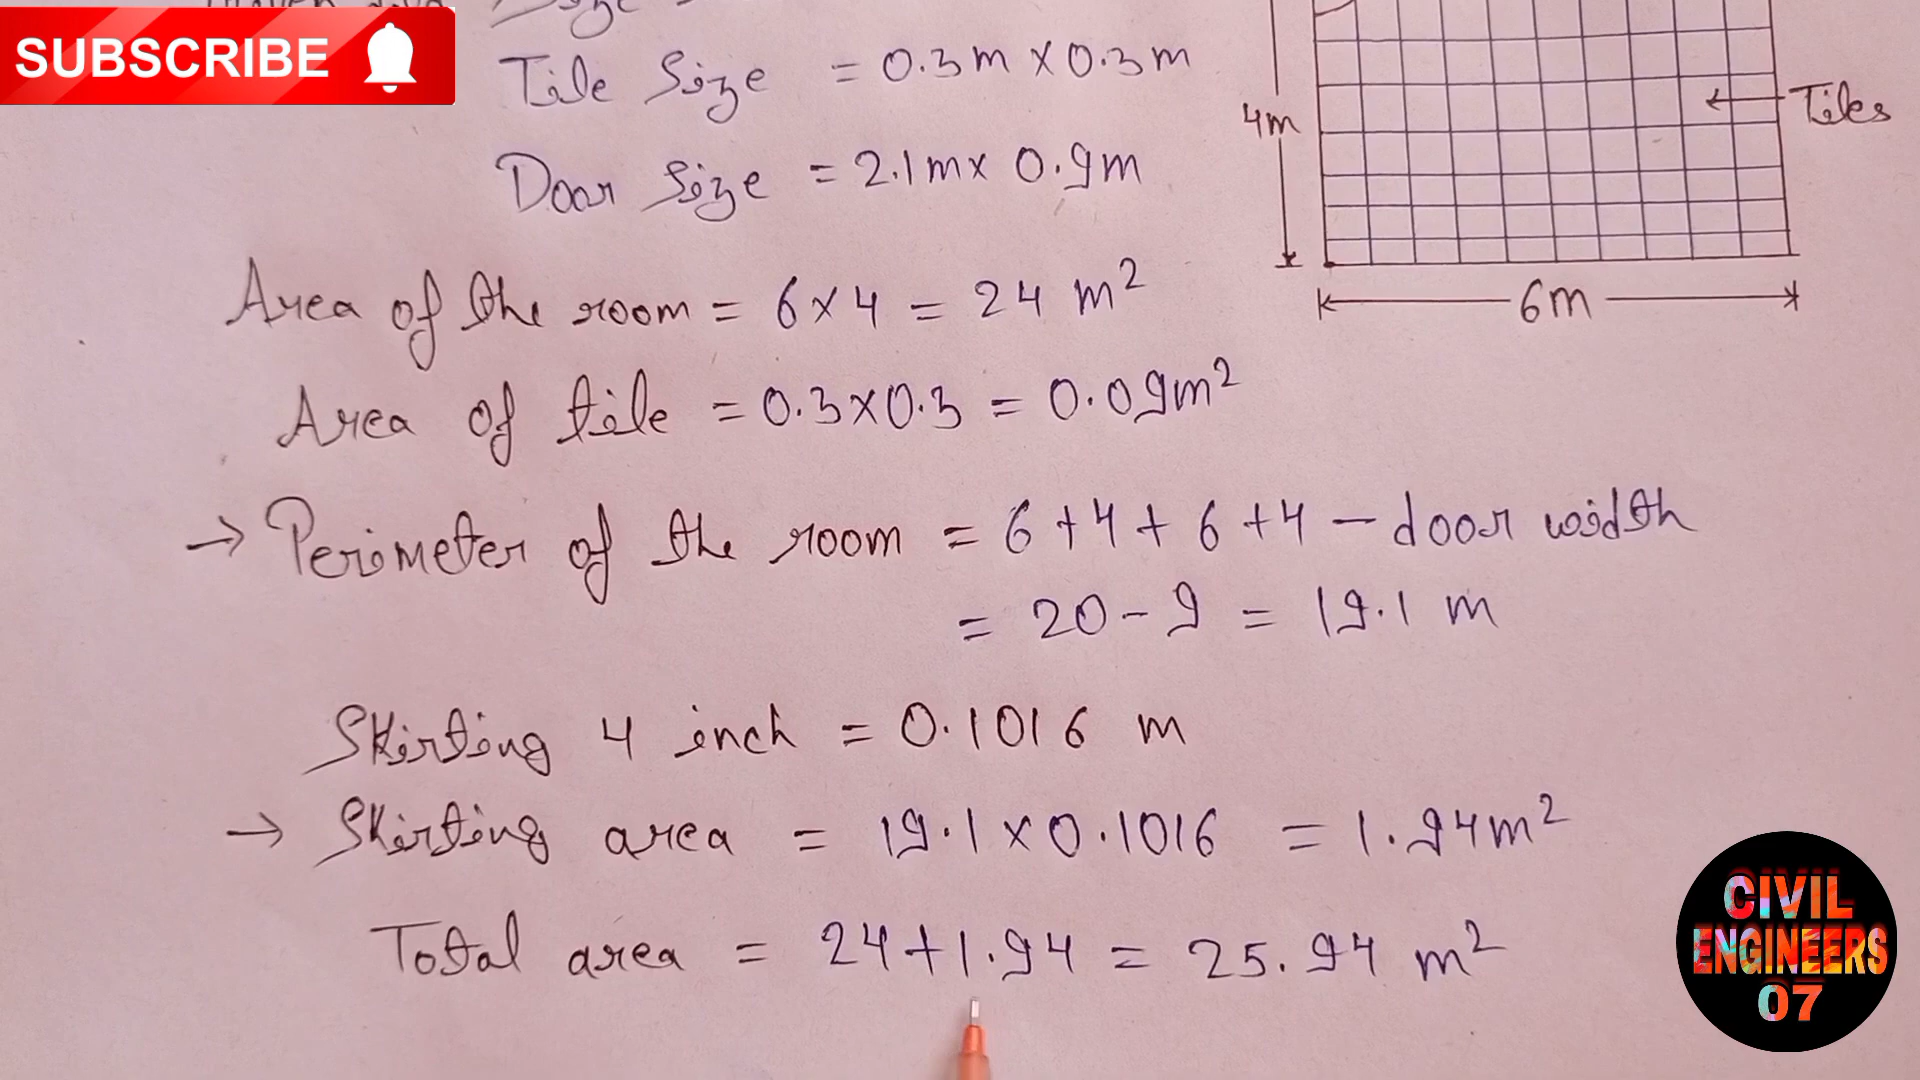 SUBSCRIBE
Size
Tile Size = 0.3m x 0.3m
Door Size = 2.1m x 0.9m
4m
Tiles
6m
Area of the room = 6 x 4 = 24 m²
Area of tile = 0.3x0.3 = 0.09m²
→ Perimeter of the room = 6 + 4 + 6 + 4 - door width
= 20 - 9 = 19.1 m
Skirting 4 inch = 0.1016 m
→ Skirting area = 19.1 x 0.1016 = 1.94m²
Total area = 24 + 1.94 = 25.94 m²
CIVIL
ENGINEERS
07